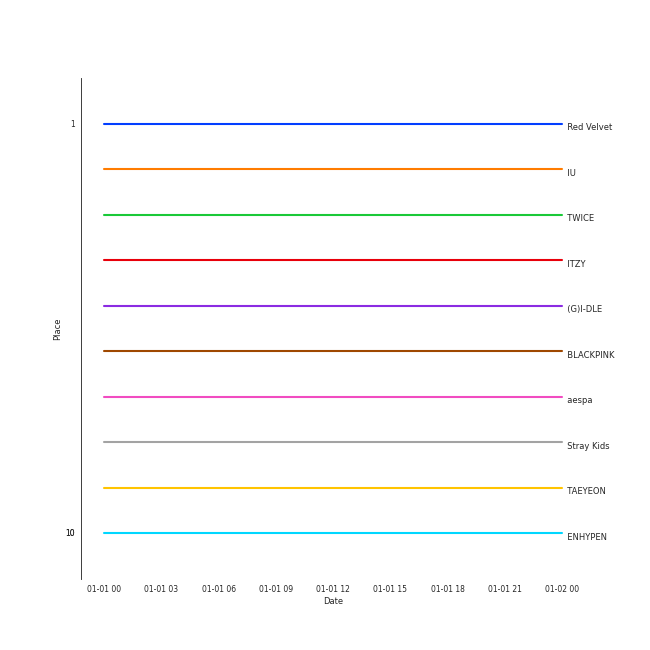 1
Red Velvet
IU
TWICE
ITZY
(G)I-DLE
Place
BLACKPINK
aespa
Stray Kids
TAEYEON
10
ENHYPEN
01-01 00 01-01 03 01-01 06 01-01 09 01-01 12 01-01 15 01-01 18 01-01 21 01-02 00
Date